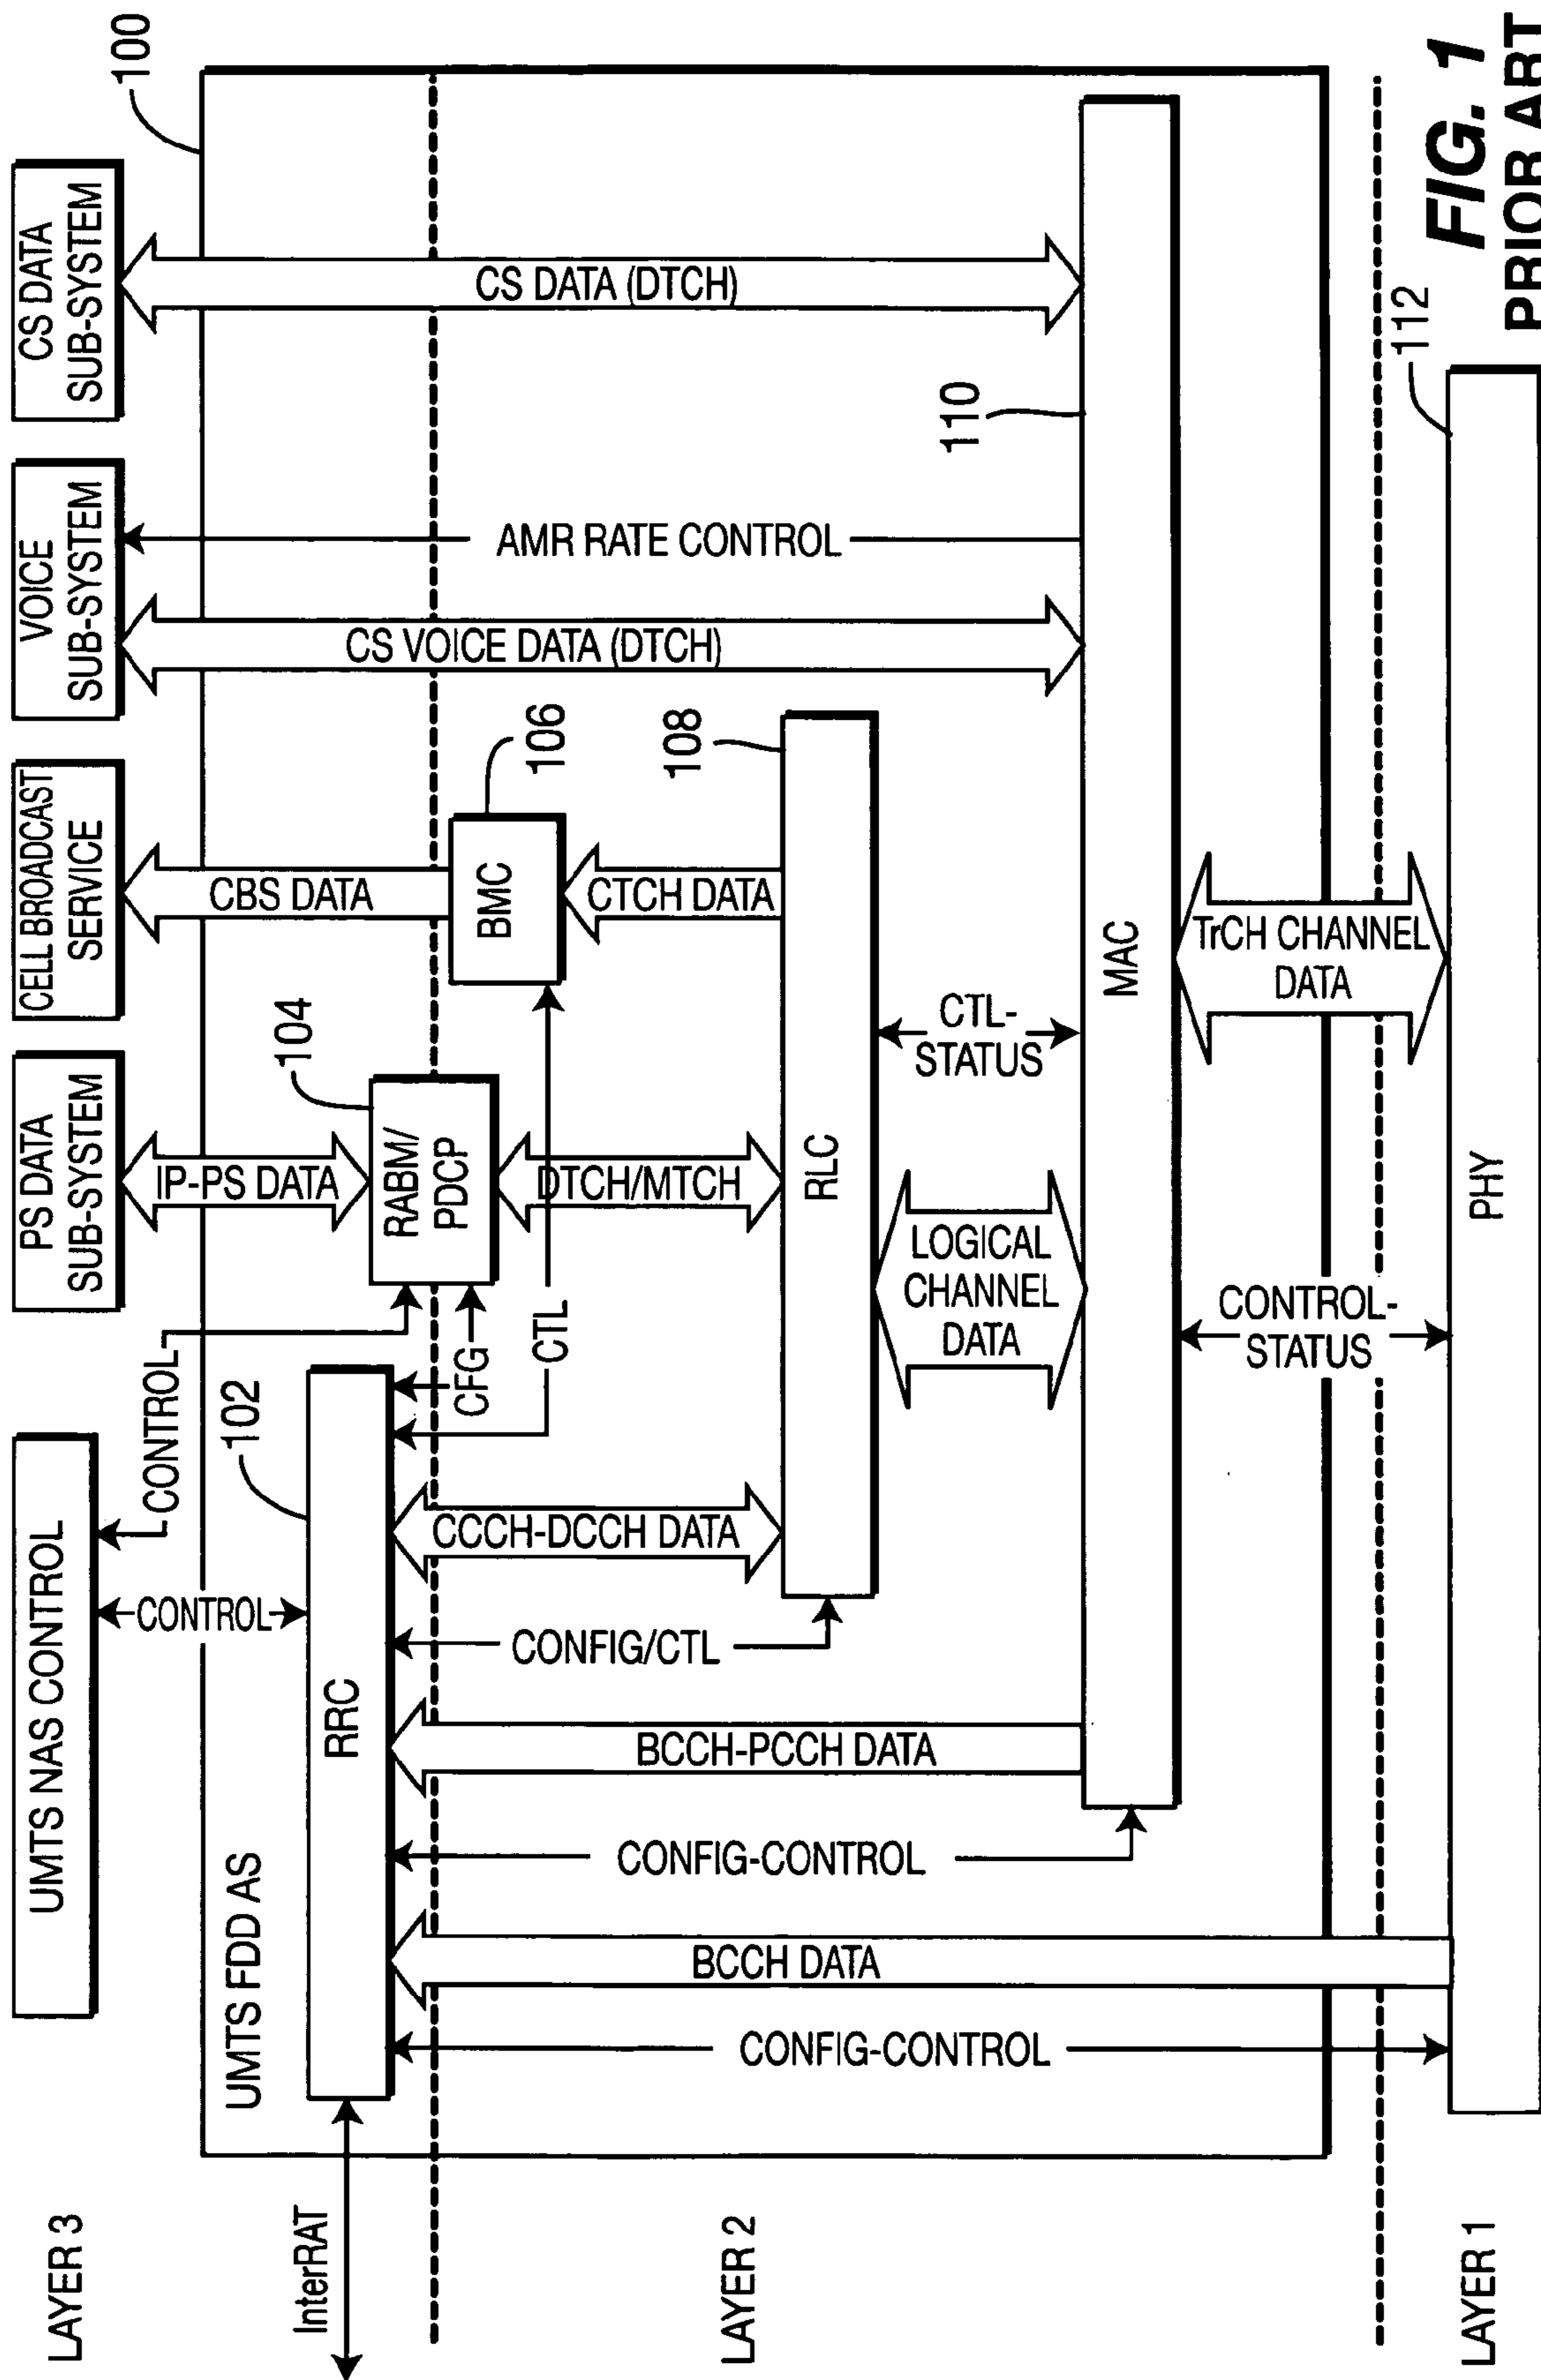 LAYER 3
UMTS NAS CONTROL
PS DATA
SUB-SYSTEM
CELL BROADCAST
SERVICE
VOICE
SUB-SYSTEM
CS DATA
SUB-SYSTEM
100
CONTROL
CONTROL
UMTS FDD AS
102
104
IP-PS DATA
CBS DATA
InterRAT
RRC
RABM/
PDCP
CFG
CTL
BMC
106
CS VOICE DATA (DTCH)
AMR RATE CONTROL
CS DATA (DTCH)
CCCH-DCCH DATA
DTCH/MTCH
CTCH DATA
CONFIG/CTL
108
LAYER 2
BCCH DATA
BCCH-PCCH DATA
CONFIG-CONTROL
CONFIG-CONTROL
RLC
LOGICAL
CHANNEL
DATA
CTL-
STATUS
110
MAC
CONTROL-
STATUS
TrCH CHANNEL
DATA
112
LAYER 1
PHY
FIG. 1
PRIOR ART